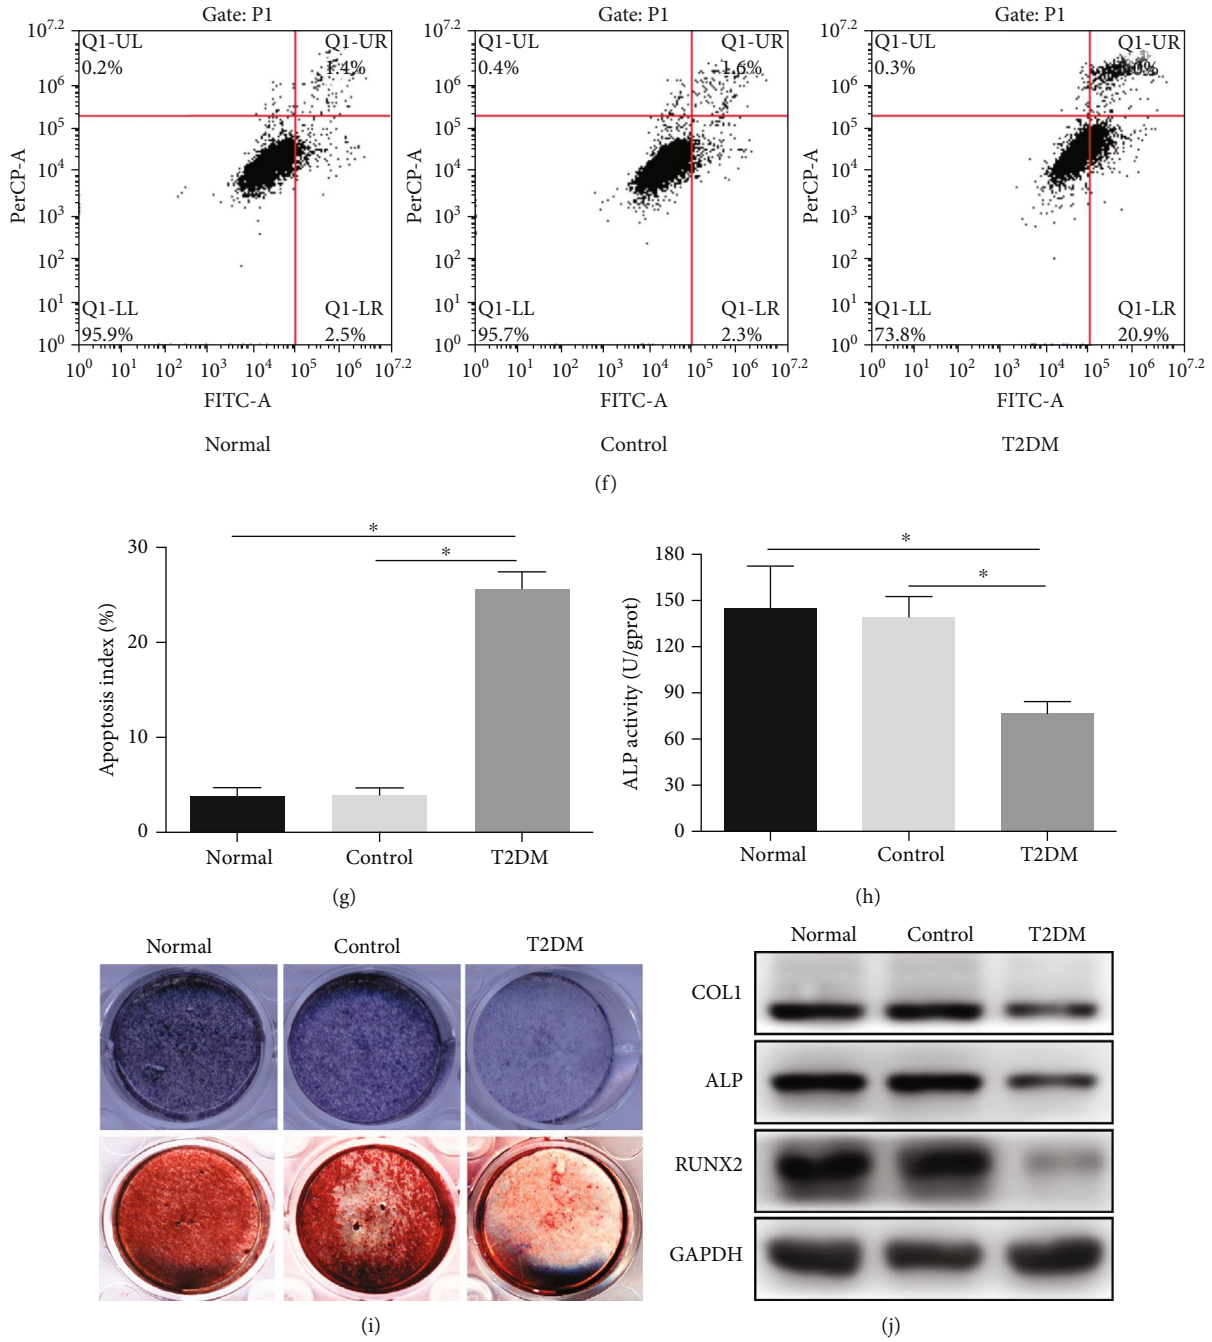 Gate: P1
10^7.2
Q1-UL
0.2%
Q1-UR
1.4%
10^6
10^5
10^4
10^3
10^2
10^1
10^0
PerCP-A
Q1-LL
95.9%
Q1-LR
2.5%
10^0 10^1 10^2 10^3 10^4 10^5 10^6 10^7.2
FITC-A
Normal
Gate: P1
10^7.2
Q1-UL
0.4%
Q1-UR
1.6%
10^6
10^5
10^4
10^3
10^2
10^1
10^0
PerCP-A
Q1-LL
95.7%
Q1-LR
2.3%
10^0 10^1 10^2 10^3 10^4 10^5 10^6 10^7.2
FITC-A
Control
Gate: P1
10^7.2
Q1-UL
0.3%
Q1-UR
10^6
10^5
10^4
10^3
10^2
10^1
10^0
PerCP-A
Q1-LL
73.8%
Q1-LR
20.9%
10^0 10^1 10^2 10^3 10^4 10^5 10^6 10^7.2
FITC-A
T2DM
(f)
*
*
30
20
10
0
Apoptosis index (%)
Normal Control T2DM
(g)
*
*
180
150
120
90
60
30
0
ALP activity (U/gprot)
Normal Control T2DM
(h)
Normal Control T2DM
(i)
Normal Control T2DM
COL1
ALP
RUNX2
GAPDH
(j)